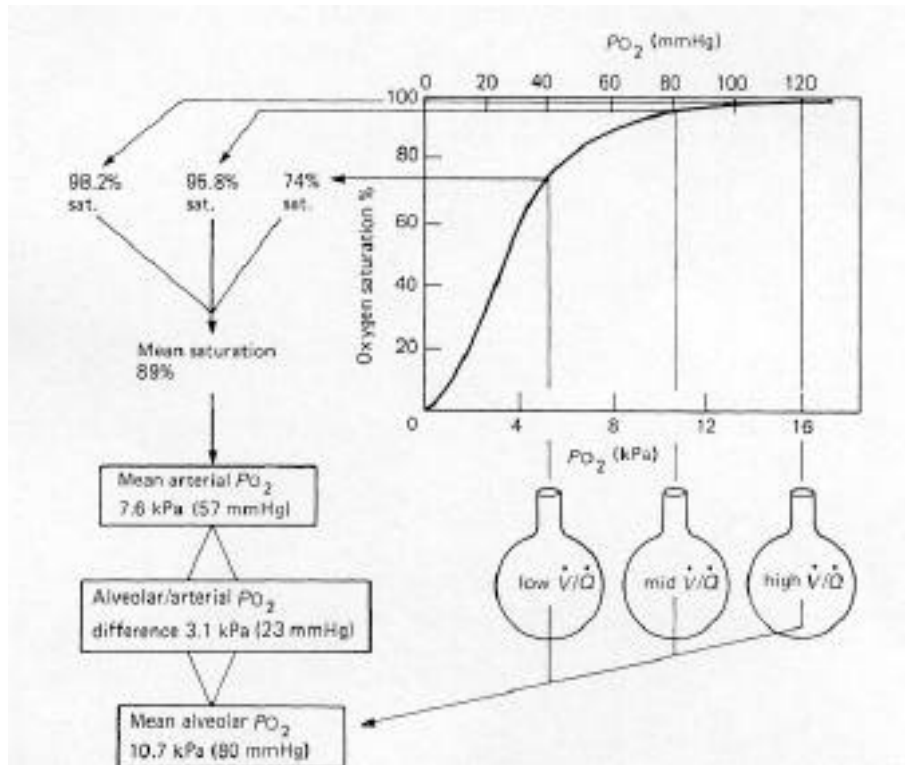 PO2 (mmHg)
0 20 40 60 80 100 120
100
80
60
40
20
0
Oxygen saturation %
4 8 12 16
PO2 (kPa)
98.2% sat.
95.8% sat.
74% sat.
Mean saturation
89%
Mean arterial PO2
7.6 kPa (57 mmHg)
Alveolar/arterial PO2
difference 3.1 kPa (23 mmHg)
Mean alveolar PO2
10.7 kPa (80 mmHg)
low V̇/Q̇
mid V̇/Q̇
high V̇/Q̇